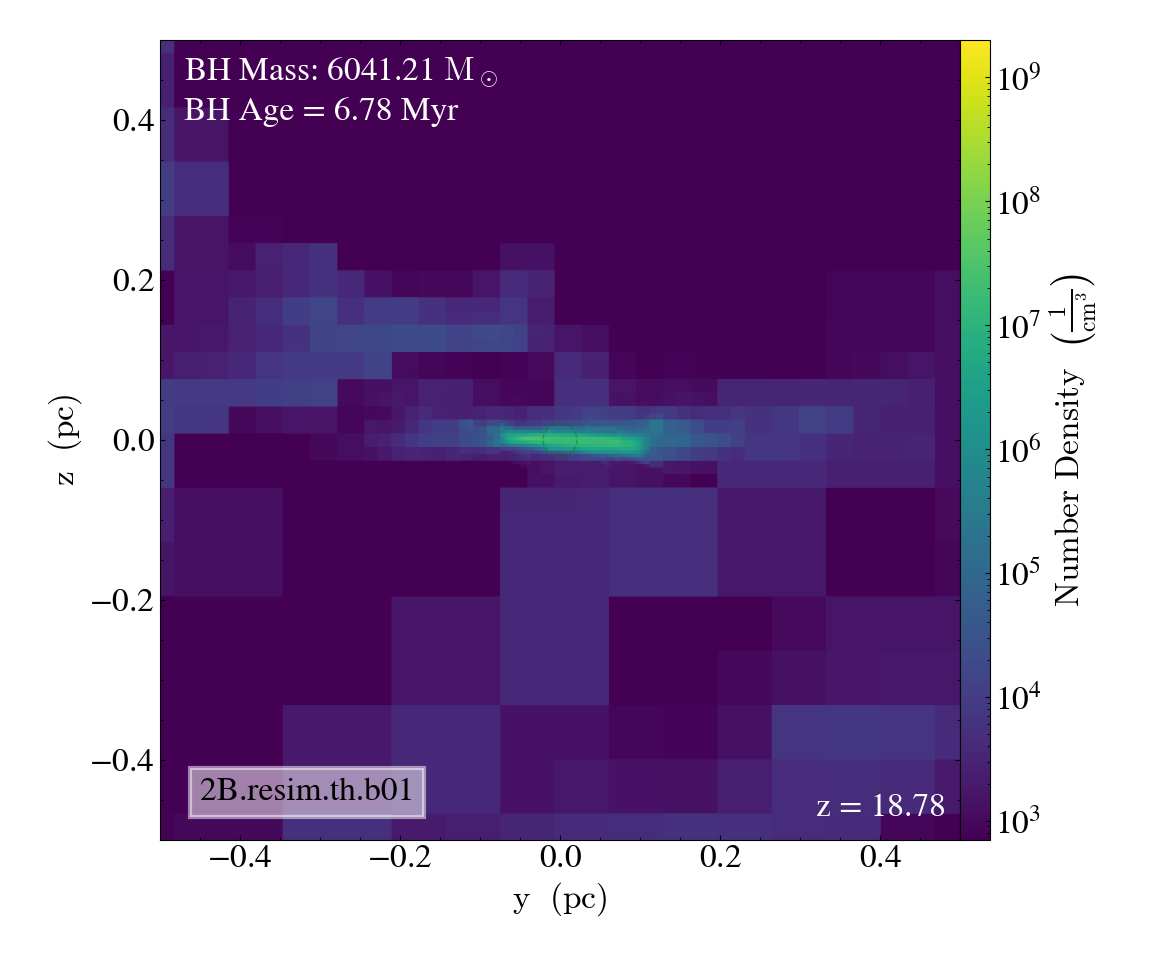 BH Mass: 6041.21 M⊙
BH Age = 6.78 Myr
2B.resim.th.b01
z = 18.78
0.4
0.2
0.0
−0.2
−0.4
z (pc)
−0.4
−0.2
0.0
0.2
0.4
y (pc)
10⁹
10⁸
10⁷
10⁶
10⁵
10⁴
10³
Number Density (1/cm³)